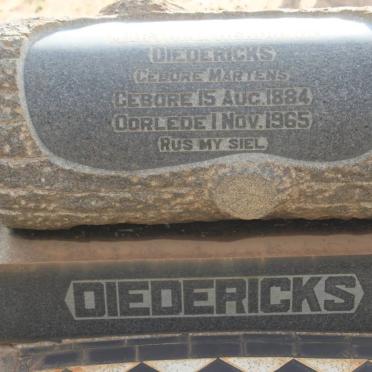 DIEDERICKS
GEBORE MARTENS
GEBORE 15 AUG. 1884
OORLEDE 1 NOV. 1965
RUS MY SIEL
DIEDERICKS